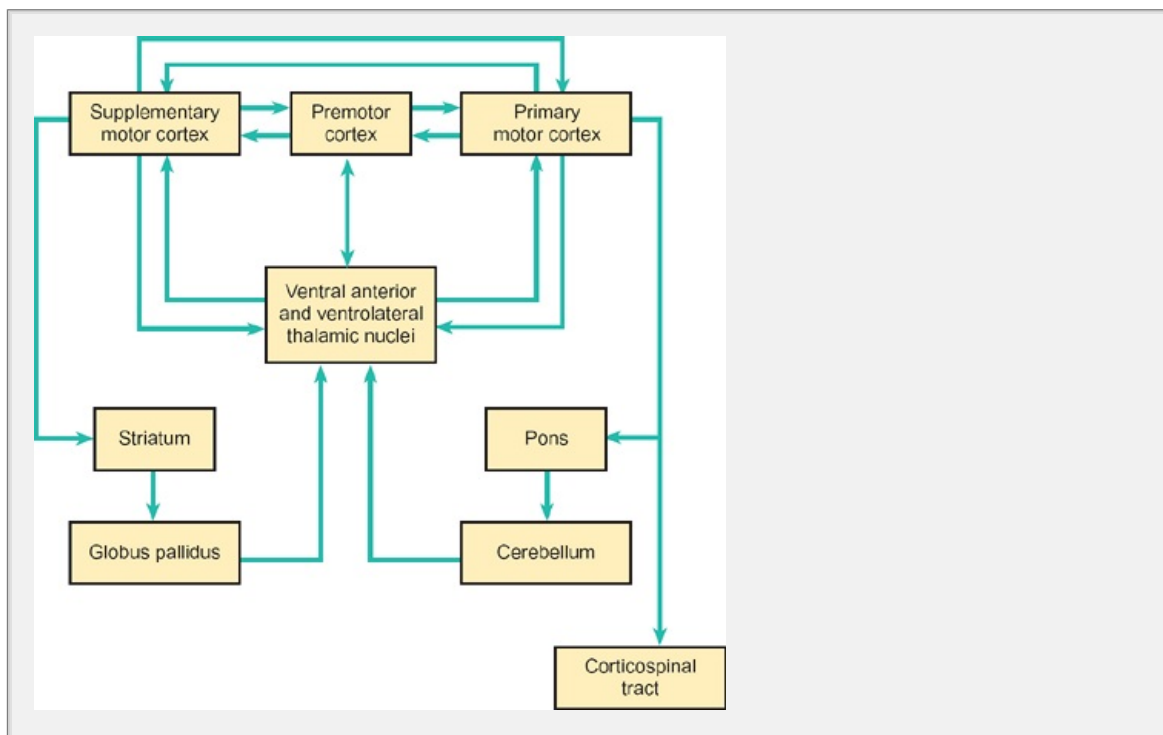 Supplementary
motor cortex
Premotor
cortex
Primary
motor cortex
Ventral anterior
and ventrolateral
thalamic nuclei
Striatum
Pons
Globus pallidus
Cerebellum
Corticospinal
tract